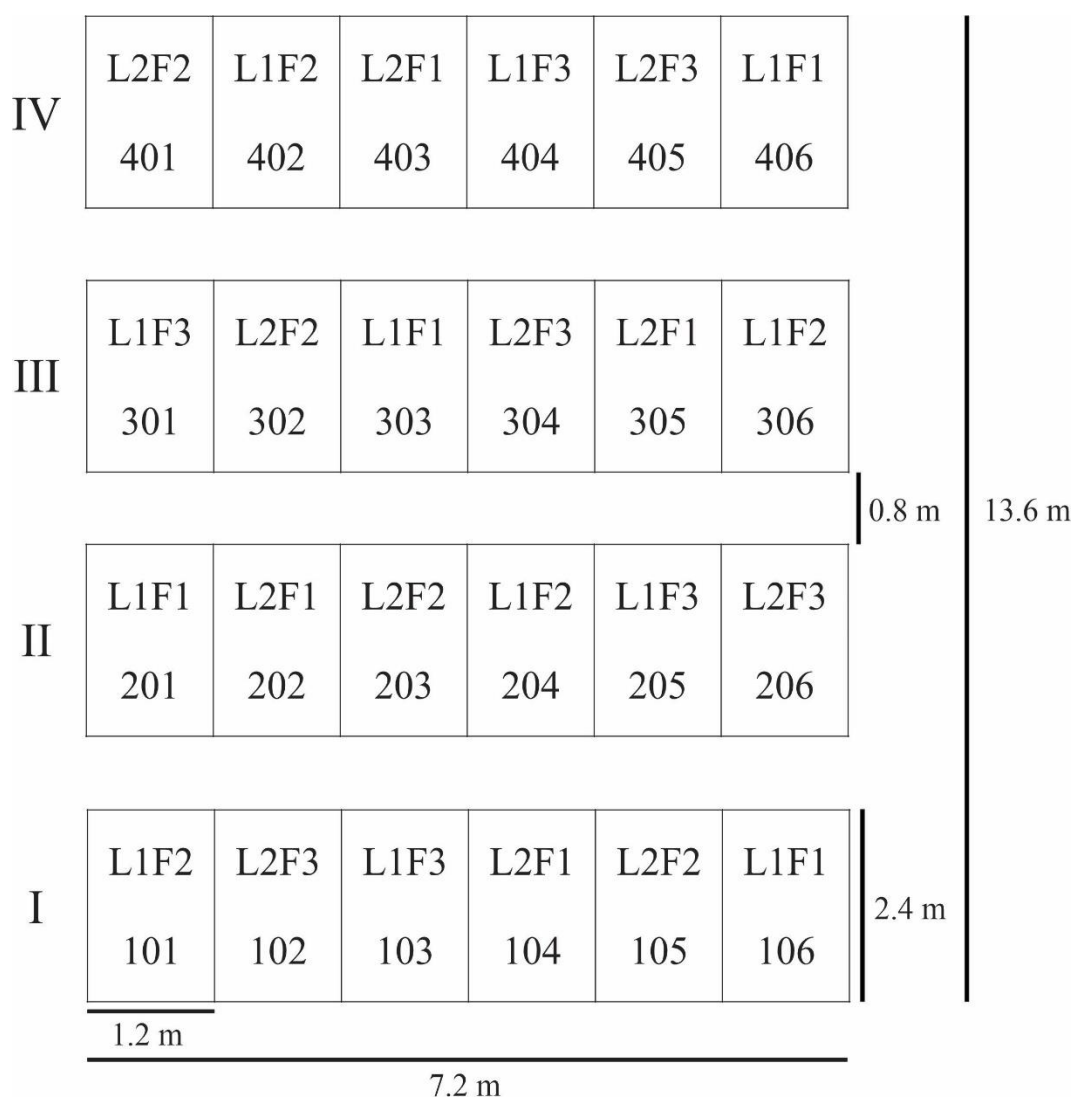 L2F2 L1F2 L2F1 L1F3 L2F3 L1F1
IV
401 402 403 404 405 406
L1F3 L2F2 L1F1 L2F3 L2F1 L1F2
III
301 302 303 304 305 306
0.8 m 13.6 m
L1F1 L2F1 L2F2 L1F2 L1F3 L2F3
II
201 202 203 204 205 206
L1F2 L2F3 L1F3 L2F1 L2F2 L1F1
I 2.4 m
101 102 103 104 105 106
1.2 m
7.2 m